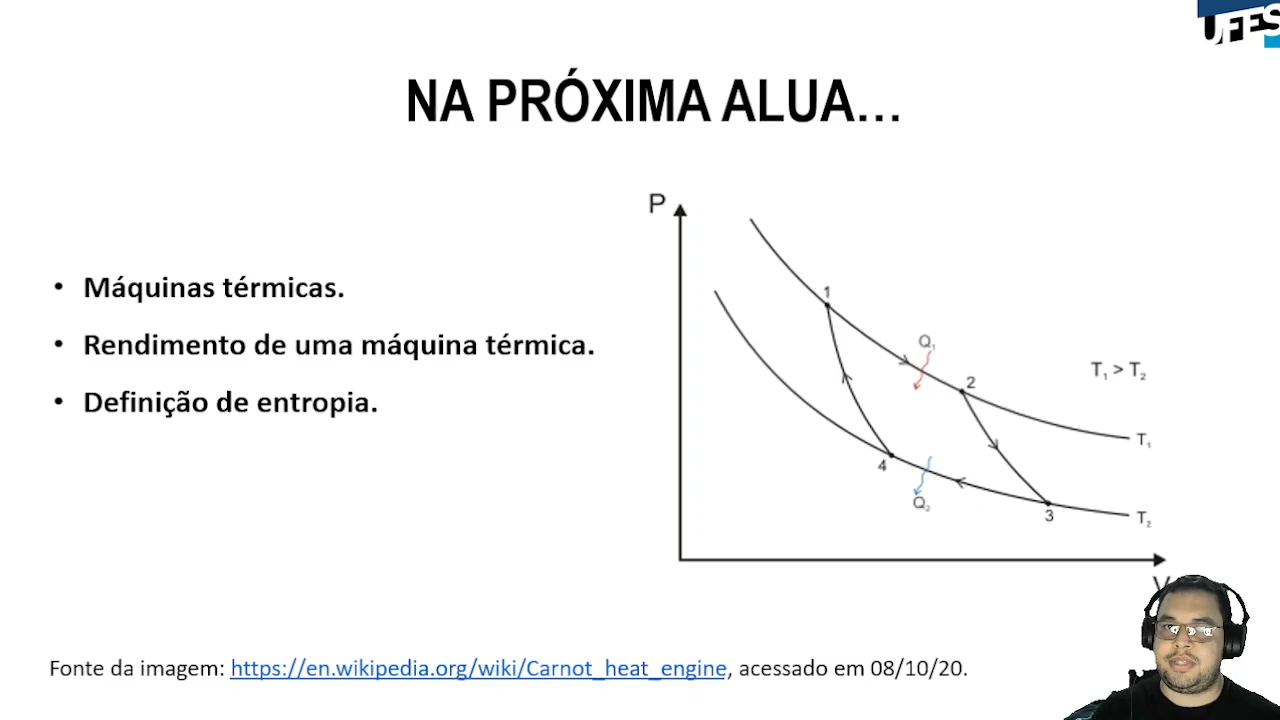 UFES
NA PRÓXIMA ALUA...
• Máquinas térmicas.
• Rendimento de uma máquina térmica.
• Definição de entropia.
P
1
Q₁
2
T₁ > T₂
T₁
4
Q₂
3
T₂
V
Fonte da imagem: https://en.wikipedia.org/wiki/Carnot_heat_engine, acessado em 08/10/20.